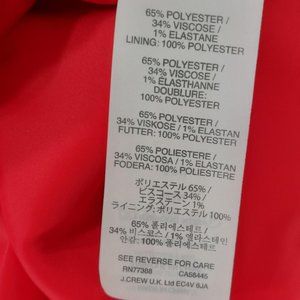 65% POLYESTER /
34% VISCOSE /
1% ELASTANE
LINING: 100% POLYESTER
65% POLYESTER /
34% VISCOSE /
1% ELASTHANNE
DOUBLURE:
100% POLYESTER
65% POLYESTER /
34% VISKOSE / 1% ELASTAN
FUTTER: 100% POLYESTER
65% POLIESTERE /
34% VISCOSA / 1% ELASTAN
FODERA: 100% POLIESTERE
ポリエステル 65% /
ビスコース 34% /
エラステーン 1%
ライニング: ポリエステル 100%
65% 폴리에스테르/
34% 비스코스 / 1% 엘라스테인
안감: 100% 폴리에스테르
SEE REVERSE FOR CARE
RN77388 CA56445
J.CREW U.K. Ltd EC4V 6JA